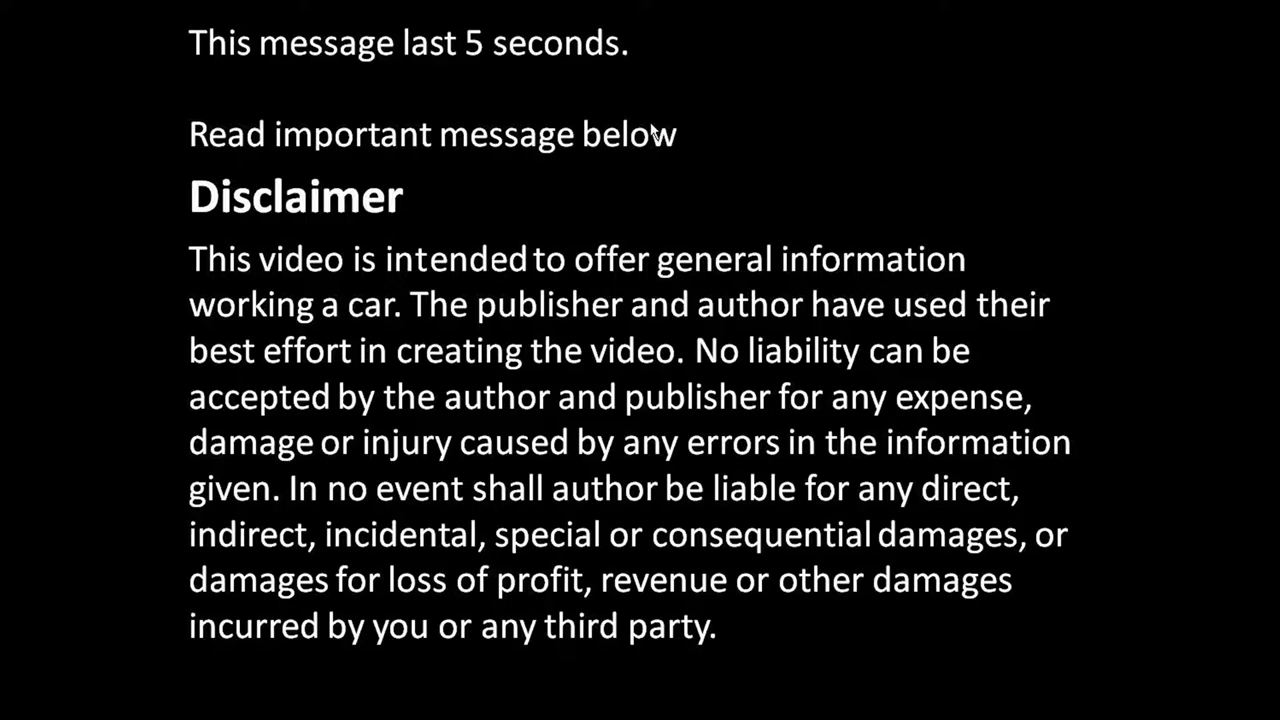 This message last 5 seconds.
Read important message below
Disclaimer
This video is intended to offer general information
working a car. The publisher and author have used their
best effort in creating the video. No liability can be
accepted by the author and publisher for any expense,
damage or injury caused by any errors in the information
given. In no event shall author be liable for any direct,
indirect, incidental, special or consequential damages, or
damages for loss of profit, revenue or other damages
incurred by you or any third party.